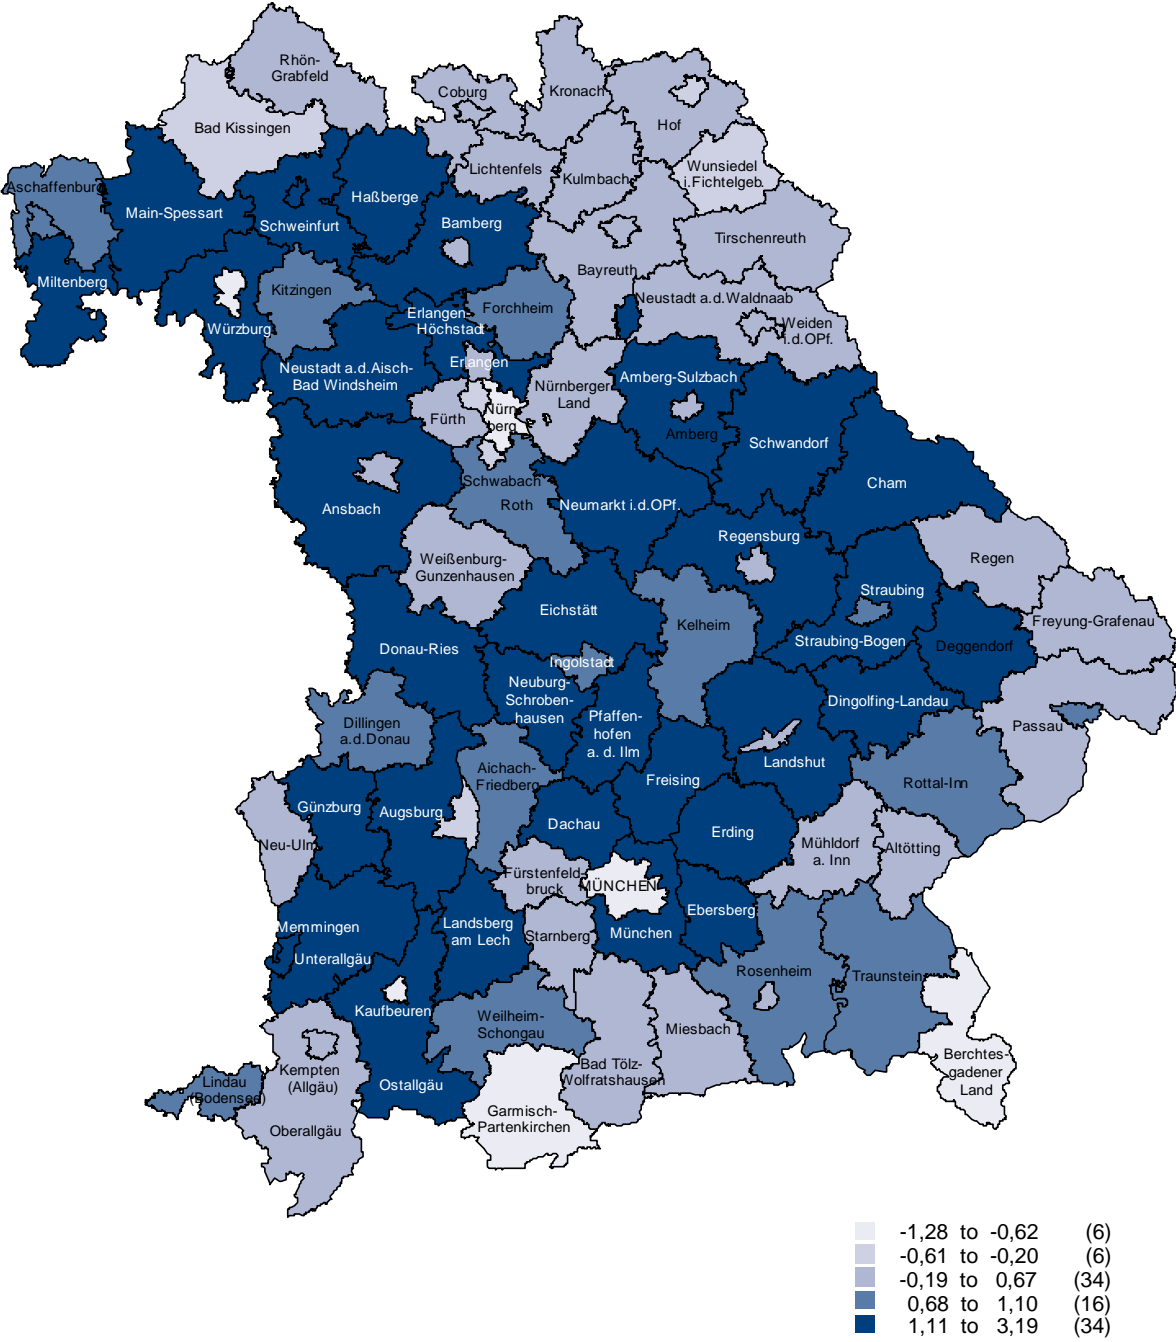 Rhön-
Grabfeld
Coburg
Kronach
Hof
Bad Kissingen
Lichtenfels
Kulmbach
Wunsiedel
i.Fichtelgeb.
Aschaffenburg
Main-Spessart
Schweinfurt
Haßberge
Bamberg
Tirschenreuth
Bayreuth
Miltenberg
Kitzingen
Forchheim
Neustadt a.d.Waldnaab
Weiden
i.d.OPf.
Würzburg
Erlangen-
Höchstadt
Erlangen
Neustadt a.d.Aisch-
Bad Windsheim
Nürnberger
Land
Amberg-Sulzbach
Fürth
Nürn-
berg
Amberg
Schwandorf
Cham
Schwabach
Roth
Neumarkt i.d.OPf.
Ansbach
Regensburg
Weißenburg-
Gunzenhausen
Regen
Straubing
Eichstätt
Kelheim
Freyung-Grafenau
Donau-Ries
Straubing-Bogen
Deggendorf
Ingolstadt
Neuburg-
Schroben-
hausen
Dingolfing-Landau
Dillingen
a.d.Donau
Pfaffen-
hofen
a. d. Ilm
Passau
Landshut
Aichach-
Friedberg
Freising
Rottal-Inn
Günzburg
Augsburg
Dachau
Erding
Neu-Ulm
Mühldorf
a. Inn
Altötting
Fürstenfeld-
bruck
MÜNCHEN
Ebersberg
Memmingen
Landsberg
am Lech
Starnberg
München
Unterallgäu
Rosenheim
Traunstein
Kaufbeuren
Weilheim-
Schongau
Miesbach
Kempten
(Allgäu)
Bad Tölz-
Wolfratshausen
Berchtes-
gadener
Land
Lindau
(Bodensee)
Ostallgäu
Garmisch-
Partenkirchen
Oberallgäu
-1,28 to -0,62 (6)
-0,61 to -0,20 (6)
-0,19 to 0,67 (34)
0,68 to 1,10 (16)
1,11 to 3,19 (34)